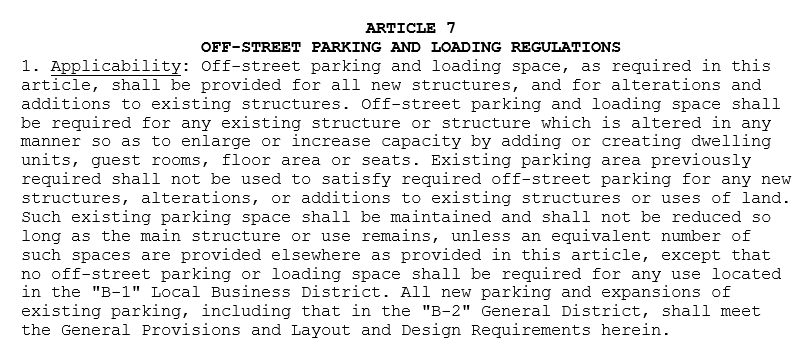 ARTICLE 7
OFF-STREET PARKING AND LOADING REGULATIONS
1. Applicability: Off-street parking and loading space, as required in this
article, shall be provided for all new structures, and for alterations and
additions to existing structures. Off-street parking and loading space shall
be required for any existing structure or structure which is altered in any
manner so as to enlarge or increase capacity by adding or creating dwelling
units, guest rooms, floor area or seats. Existing parking area previously
required shall not be used to satisfy required off-street parking for any new
structures, alterations, or additions to existing structures or uses of land.
Such existing parking space shall be maintained and shall not be reduced so
long as the main structure or use remains, unless an equivalent number of
such spaces are provided elsewhere as provided in this article, except that
no off-street parking or loading space shall be required for any use located
in the "B-1" Local Business District. All new parking and expansions of
existing parking, including that in the "B-2" General District, shall meet
the General Provisions and Layout and Design Requirements herein.